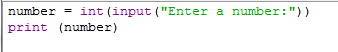 number = int(input("Enter a number:"))
print (number)